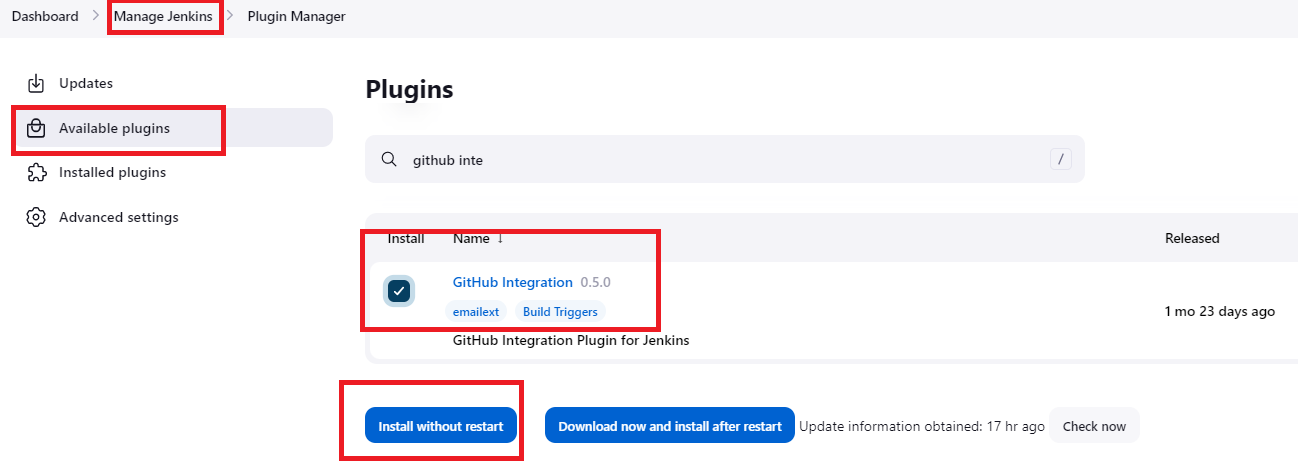 Dashboard > Manage Jenkins > Plugin Manager
Updates
Available plugins
Installed plugins
Advanced settings
Plugins
github inte /
Install Name ↓ Released
GitHub Integration 0.5.0
emailext Build Triggers
1 mo 23 days ago
GitHub Integration Plugin for Jenkins
Install without restart Download now and install after restart Update information obtained: 17 hr ago Check now